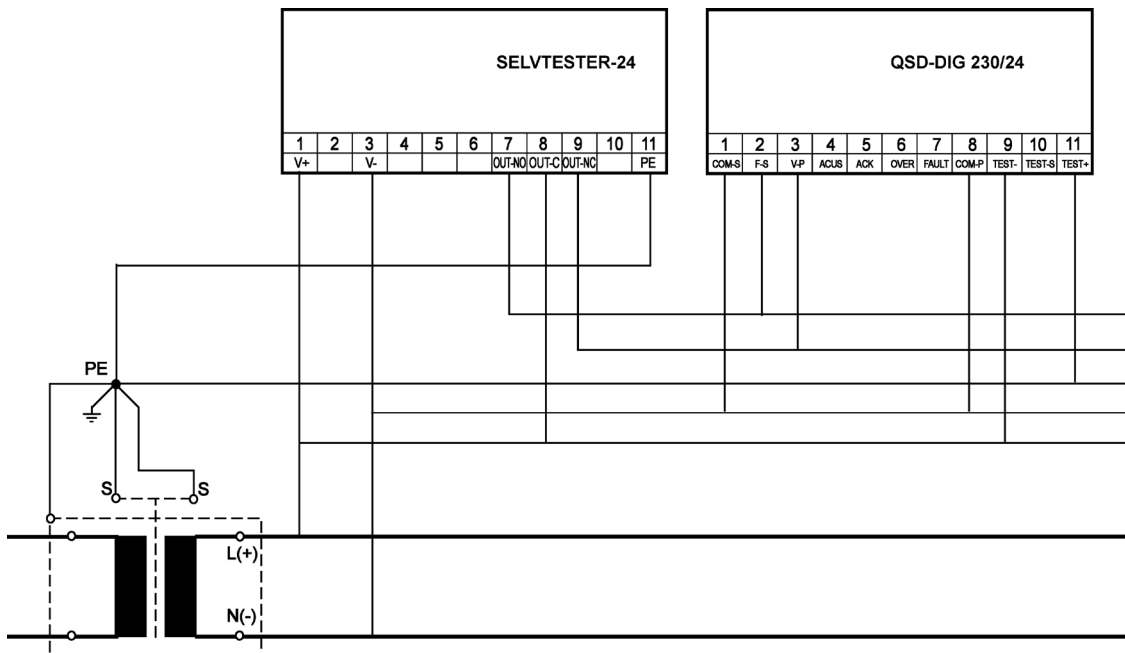 SELVTESTER-24
1 2 3 4 5 6 7 8 9 10 11
V+ V- OUT-NO OUT-C OUT-NC PE
QSD-DIG 230/24
1 2 3 4 5 6 7 8 9 10 11
COM-S F-S V-P ACUS ACK OVER FAULT COM-P TEST- TEST-S TEST+
PE
S S
L(+)
N(-)